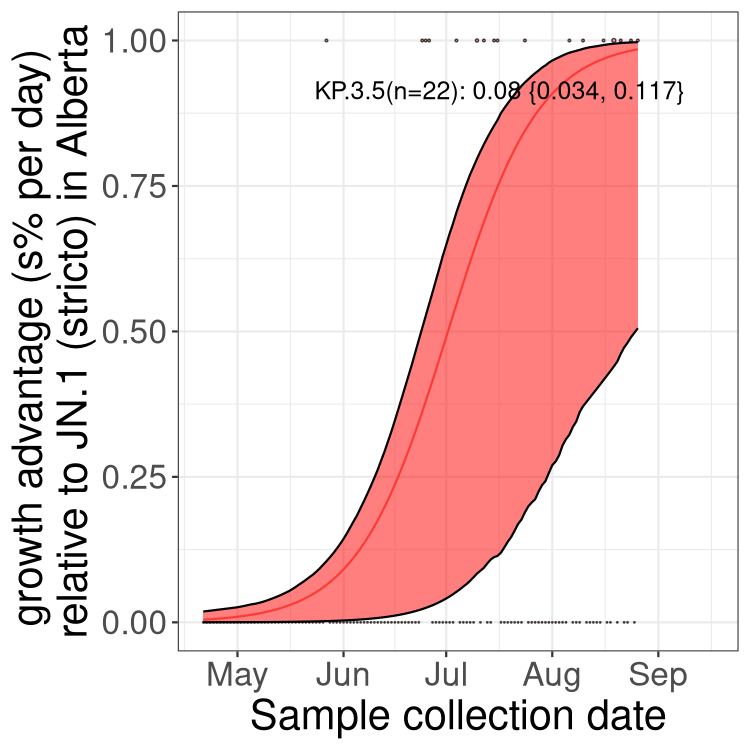 growth advantage (s% per day)
relative to JN.1 (stricto) in Alberta
1.00
0.75
0.50
0.25
0.00
KP.3.5(n=22): 0.08 {0.034, 0.117}
May Jun Jul Aug Sep
Sample collection date